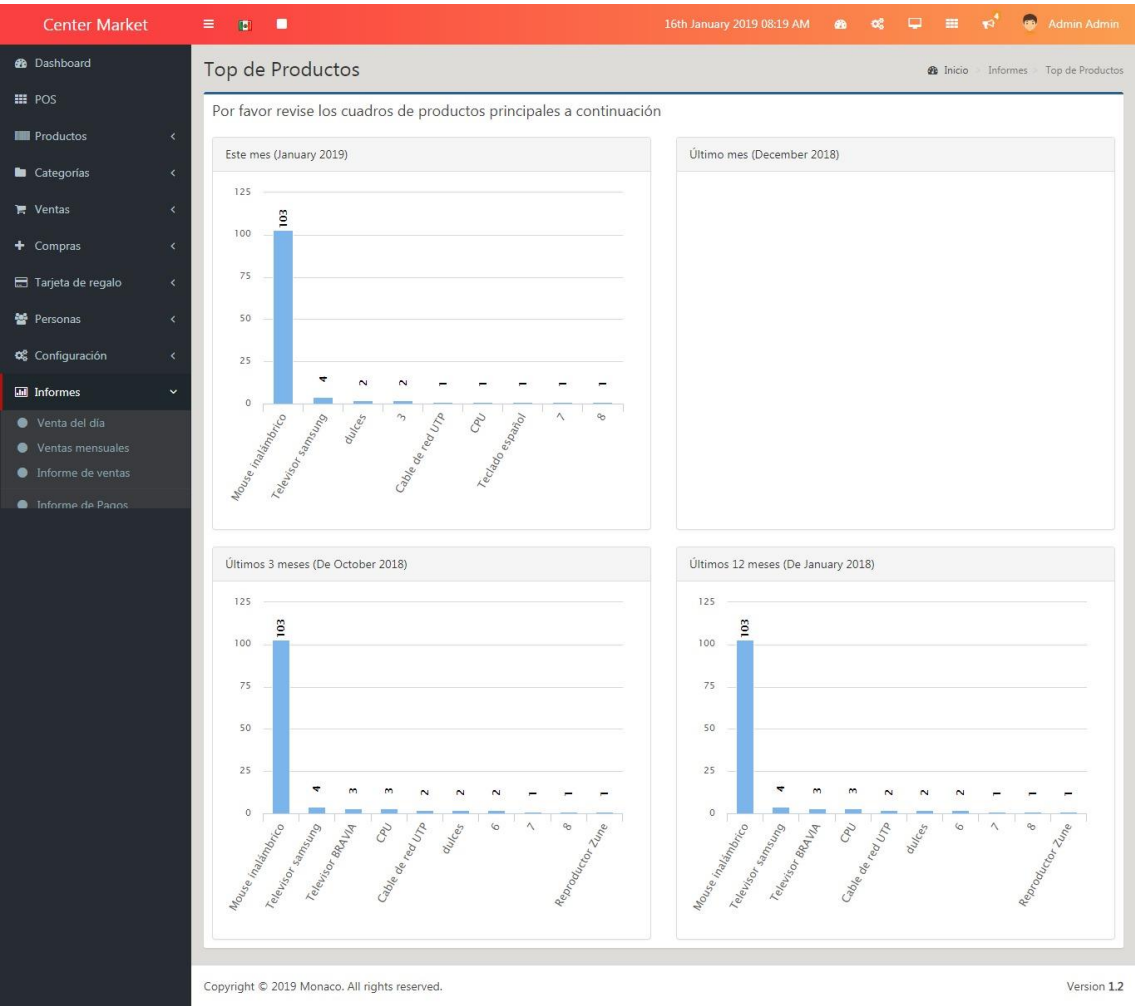 Center Market
16th January 2019 08:19 AM
Admin Admin
Dashboard
POS
Productos
Categorías
Ventas
Compras
Tarjeta de regalo
Personas
Configuración
Informes
Venta del día
Ventas mensuales
Informe de ventas
Informe de Pagos
Top de Productos
Inicio
Informes
Top de Productos
Por favor revise los cuadros de productos principales a continuación
Este mes (January 2019)
125
100
75
50
25
0
103
4
2
2
1
1
1
1
1
Mouse inalámbrico
Televisor samsung
dulces
3
Cable de red UTP
CPU
Teclado español
7
8
Último mes (December 2018)
Últimos 3 meses (De October 2018)
125
100
75
50
25
0
103
4
3
3
2
2
2
1
1
1
Mouse inalámbrico
Televisor samsung
Televisor BRAVIA
CPU
Cable de red UTP
dulces
6
7
8
Reproductor Zune
Últimos 12 meses (De January 2018)
125
100
75
50
25
0
103
4
3
3
2
2
2
1
1
1
Mouse inalámbrico
Televisor samsung
Televisor BRAVIA
CPU
Cable de red UTP
dulces
6
7
8
Reproductor Zune
Copyright © 2019 Monaco. All rights reserved.
Version 1.2